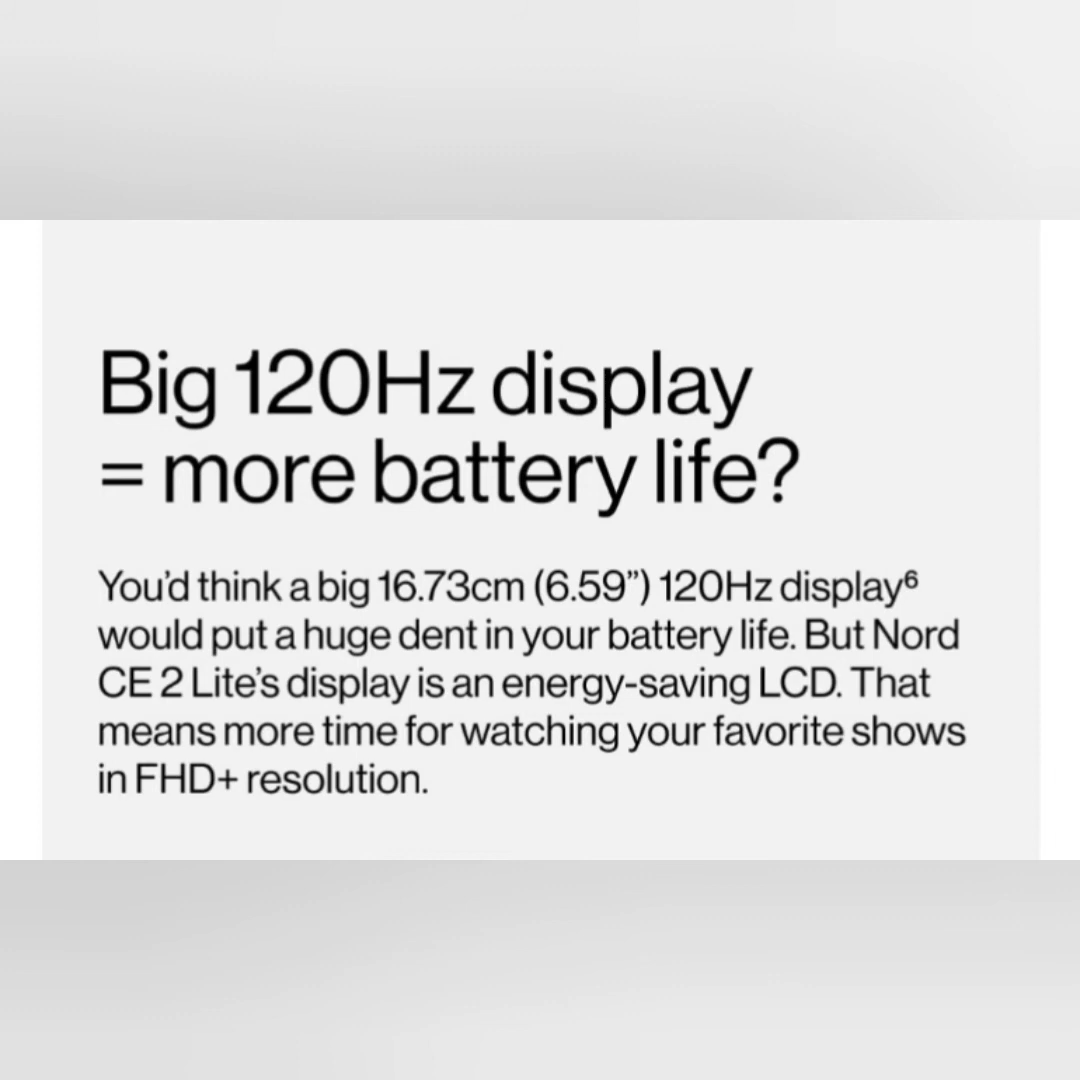 Big 120Hz display
= more battery life?
You’d think a big 16.73cm (6.59”) 120Hz display⁶
would put a huge dent in your battery life. But Nord
CE 2 Lite’s display is an energy-saving LCD. That
means more time for watching your favorite shows
in FHD+ resolution.